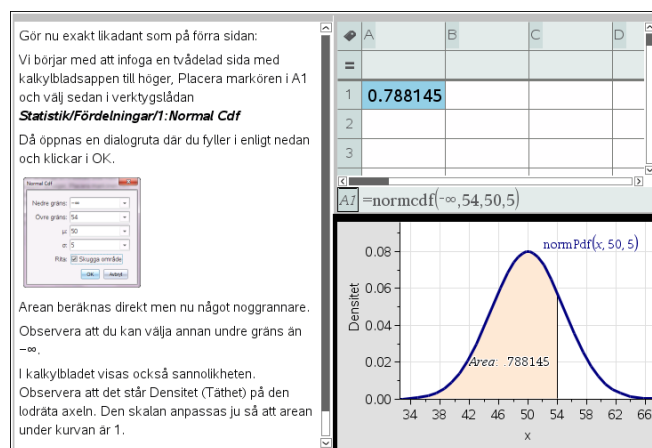 Gör nu exakt likadant som på förra sidan:
Vi börjar med att infoga en tvådelad sida med
kalkylbladsappen till höger, Placera markören i A1
och välj sedan i verktygslådan
Statistik/Fördelningar/1:Normal Cdf
Då öppnas en dialogruta där du fyller i enligt nedan
och klickar i OK.
Normal Cdf
Nedre gräns: -∞
Övre gräns: 54
μ: 50
σ: 5
Rita: Skugga område
OK Avbryt
Arean beräknas direkt men nu något noggrannare.
Observera att du kan välja annan undre gräns än
-∞.
I kalkylbladet visas också sannolikheten.
Observera att det står Densitet (Täthet) på den
lodräta axeln. Den skalan anpassas ju så att arean
under kurvan är 1.
A B C D
=
1 0.788145
2
3
A1 =normcdf(-∞,54,50,5)
normPdf(x, 50, 5)
Densitet
0.08
0.06
0.04
0.02
0.00
Area: .788145
34 38 42 46 50 54 58 62 66
x